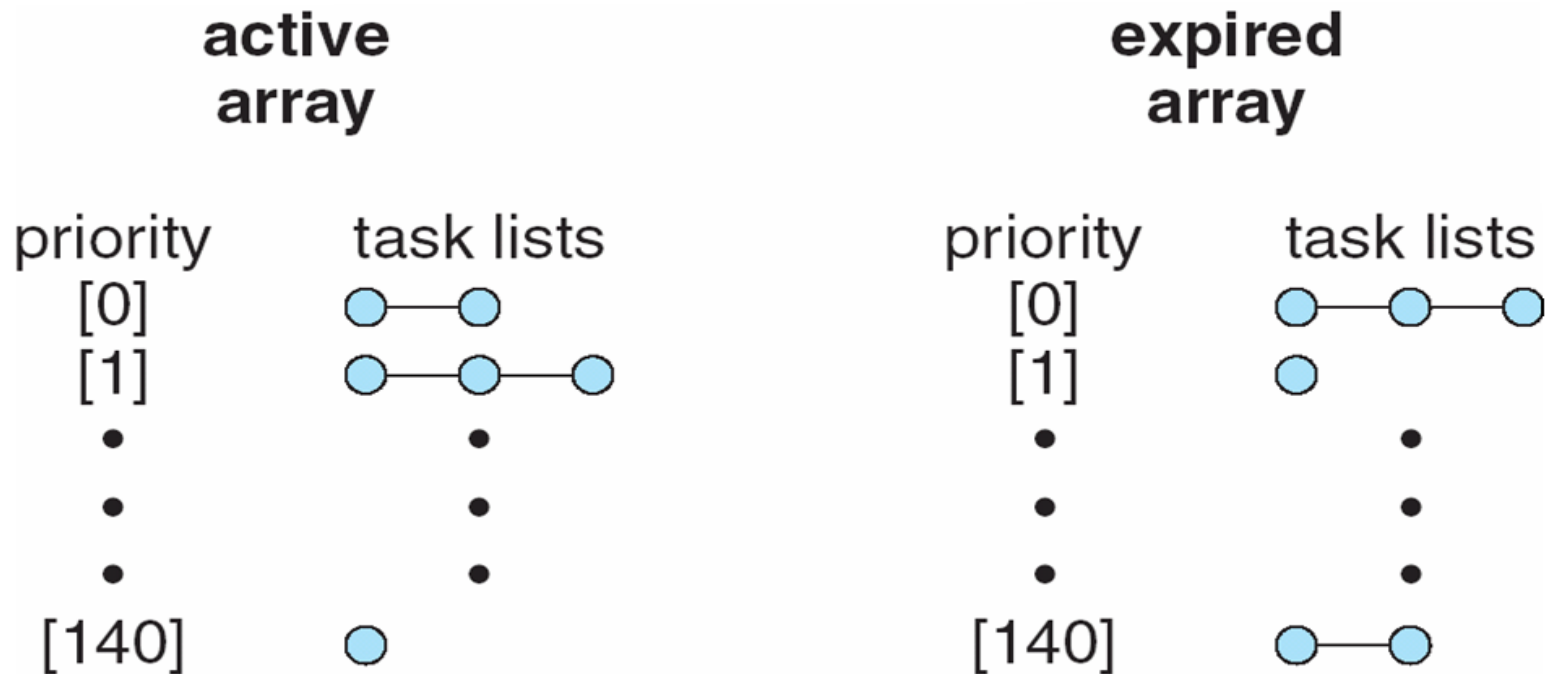 active
array
priority task lists
[0]
[1]
[140]
expired
array
priority task lists
[0]
[1]
[140]